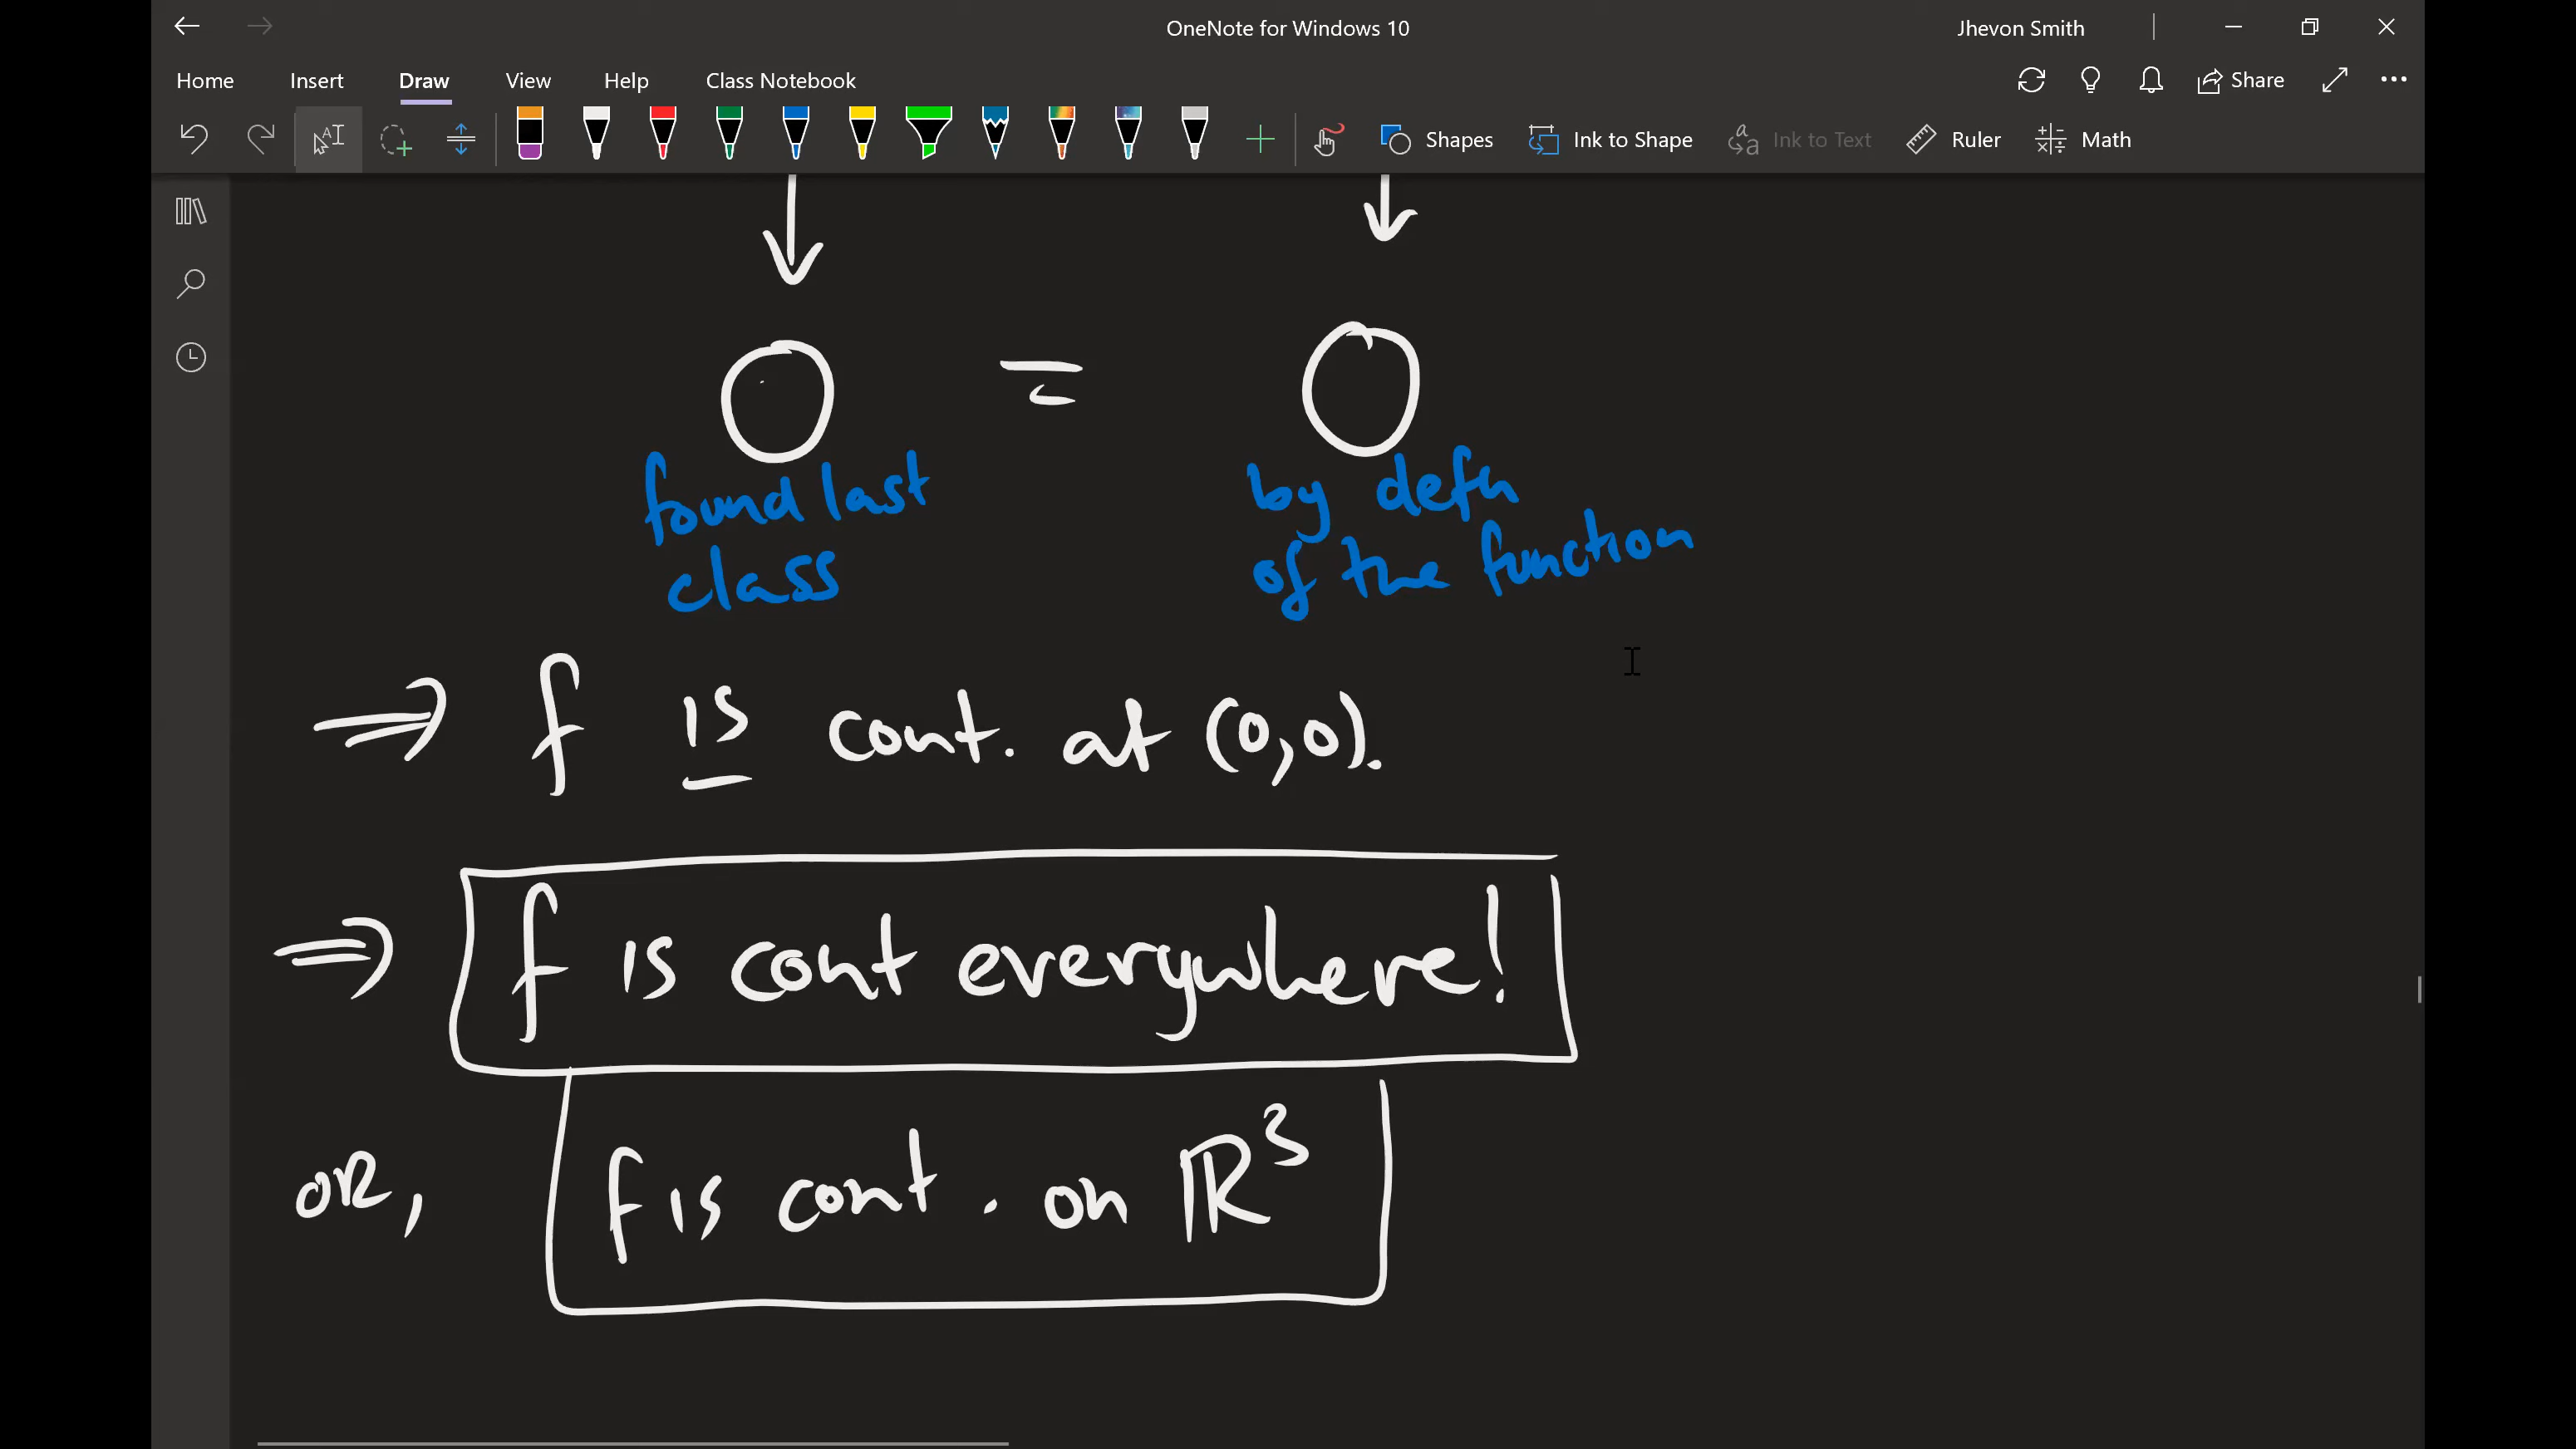 OneNote for Windows 10
Jhevon Smith
Home Insert Draw View Help Class Notebook
Share
Shapes Ink to Shape Ink to Text Ruler Math
0 = 0
found last
class
by defn
of the function
⇒ f is cont. at (0,0).
⇒ f is cont everywhere!
or, f is cont. on ℝ³